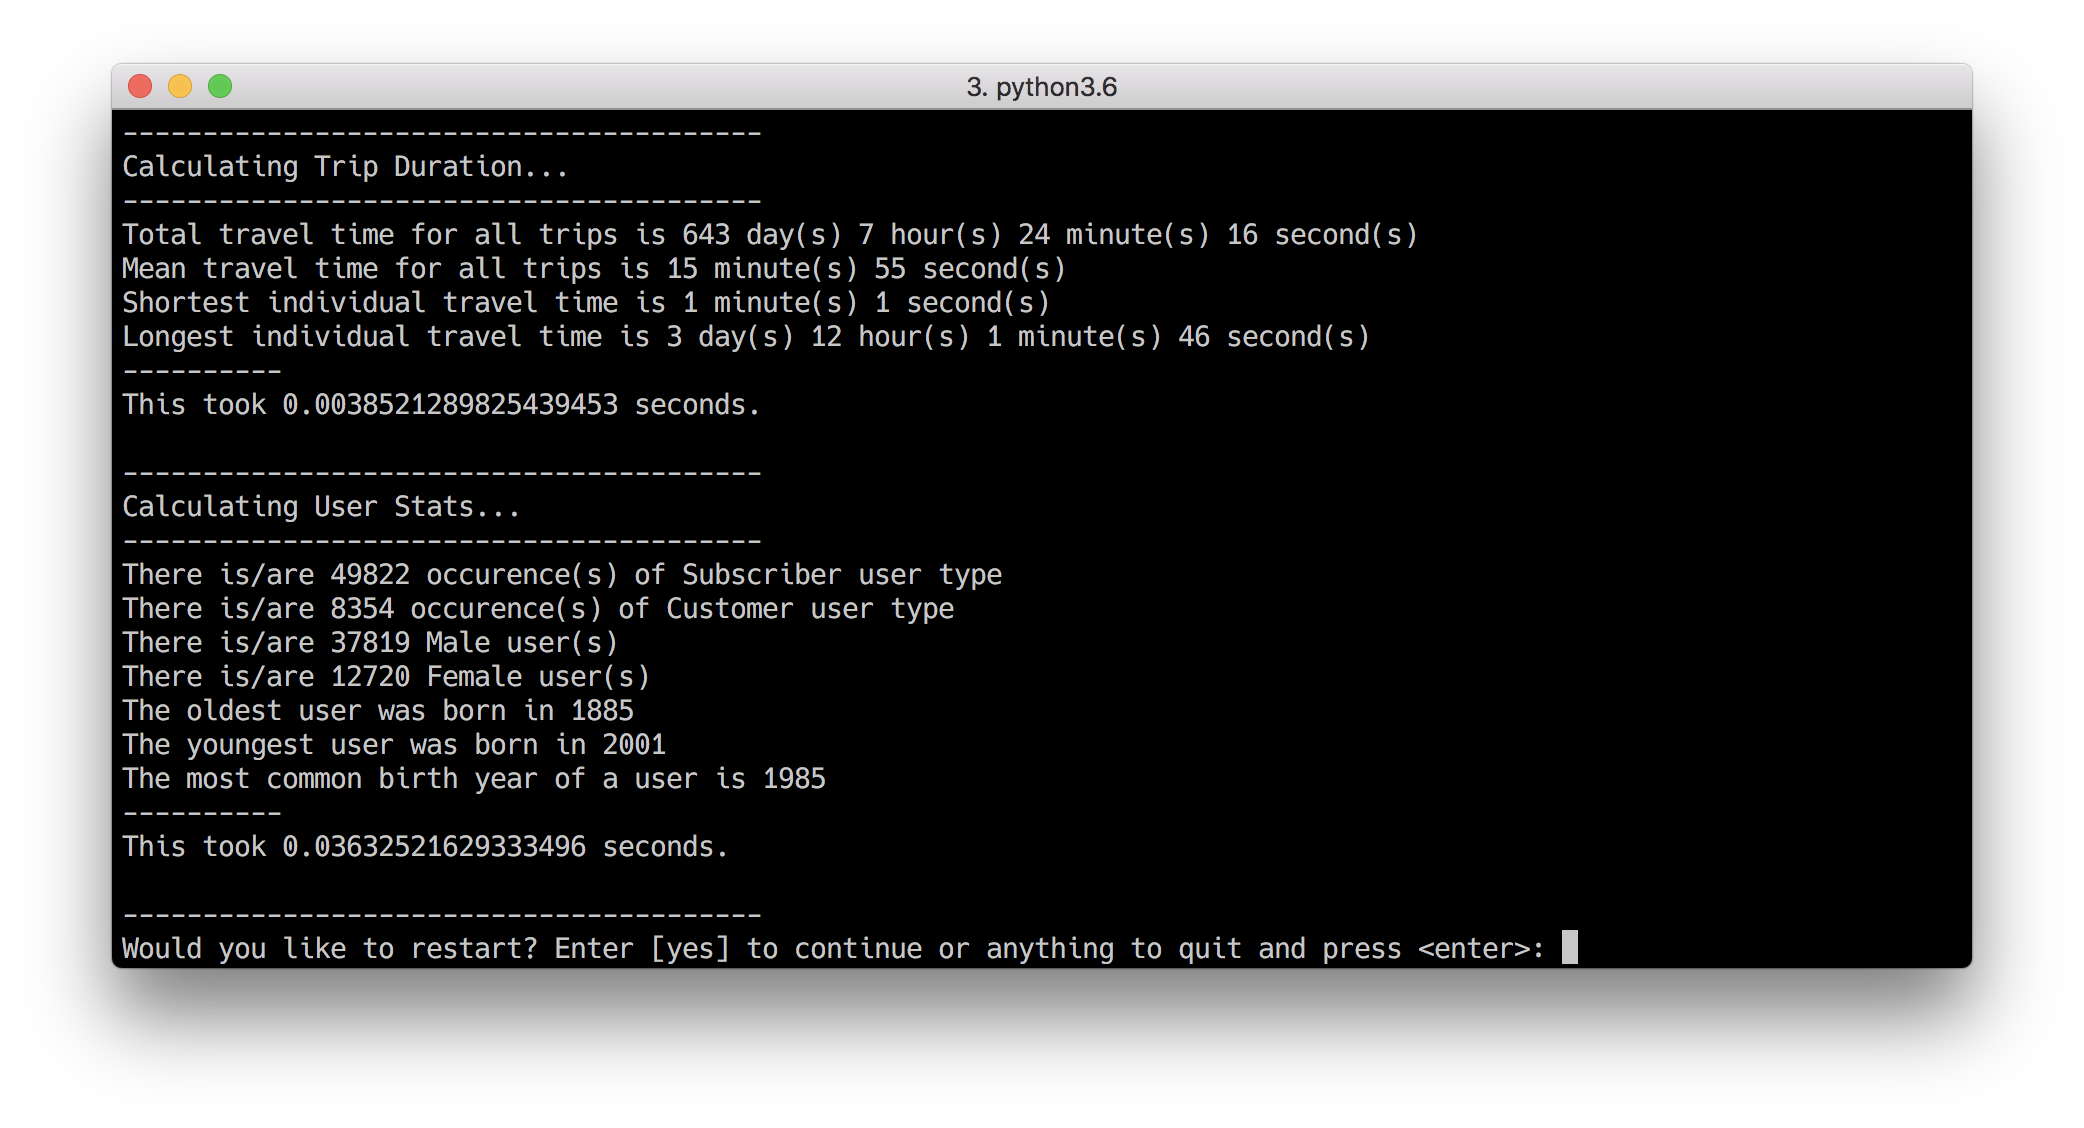 3. python3.6
----------------------------------------
Calculating Trip Duration...
----------------------------------------
Total travel time for all trips is 643 day(s) 7 hour(s) 24 minute(s) 16 second(s)
Mean travel time for all trips is 15 minute(s) 55 second(s)
Shortest individual travel time is 1 minute(s) 1 second(s)
Longest individual travel time is 3 day(s) 12 hour(s) 1 minute(s) 46 second(s)
----------
This took 0.0038521289825439453 seconds.
----------------------------------------
Calculating User Stats...
----------------------------------------
There is/are 49822 occurence(s) of Subscriber user type
There is/are 8354 occurence(s) of Customer user type
There is/are 37819 Male user(s)
There is/are 12720 Female user(s)
The oldest user was born in 1885
The youngest user was born in 2001
The most common birth year of a user is 1985
----------
This took 0.03632521629333496 seconds.
----------------------------------------
Would you like to restart? Enter [yes] to continue or anything to quit and press <enter>: